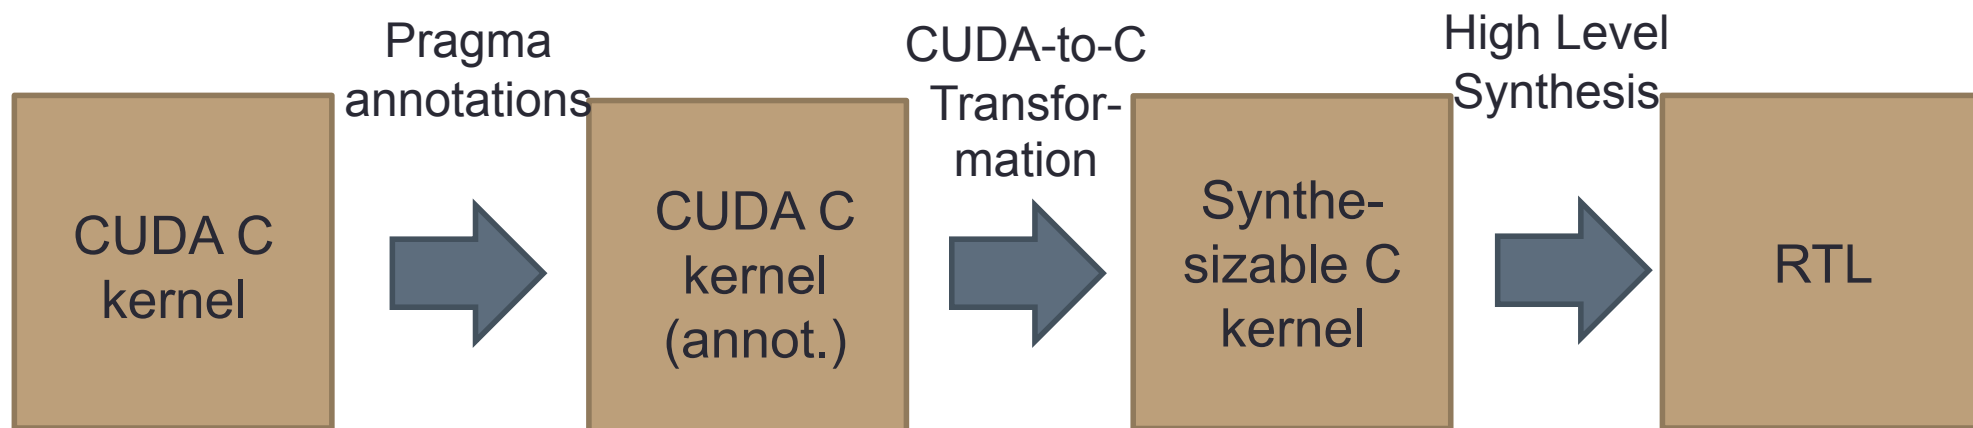 CUDA C
kernel
Pragma
annotations
CUDA C
kernel
(annot.)
CUDA-to-C
Transfor-
mation
Synthe-
sizable C
kernel
High Level
Synthesis
RTL